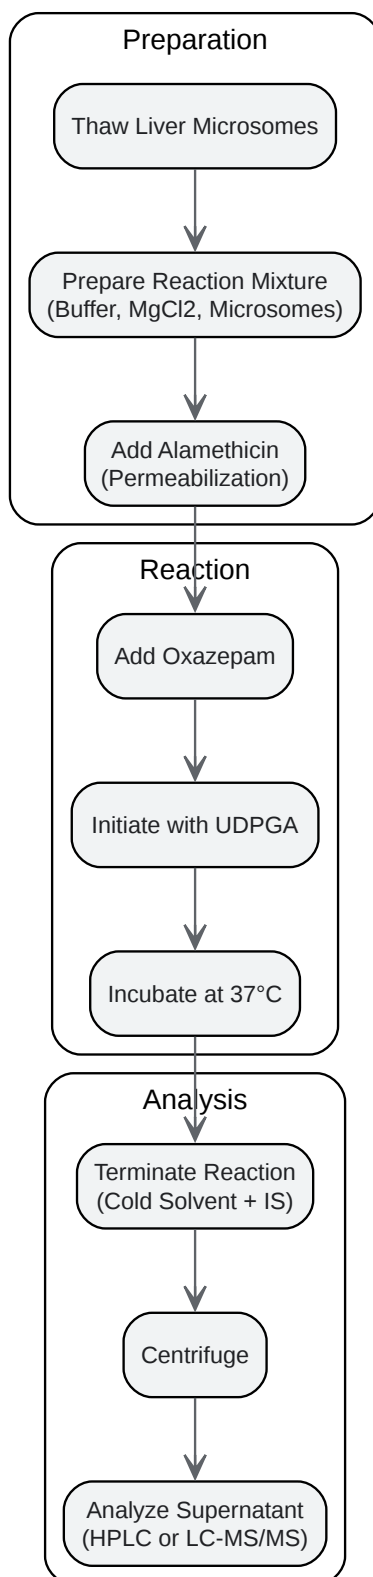 Preparation
Thaw Liver Microsomes
Prepare Reaction Mixture
(Buffer, MgCl2, Microsomes)
Add Alamethicin
(Permeabilization)
Reaction
Add Oxazepam
Initiate with UDPGA
Incubate at 37°C
Analysis
Terminate Reaction
(Cold Solvent + IS)
Centrifuge
Analyze Supernatant
(HPLC or LC-MS/MS)